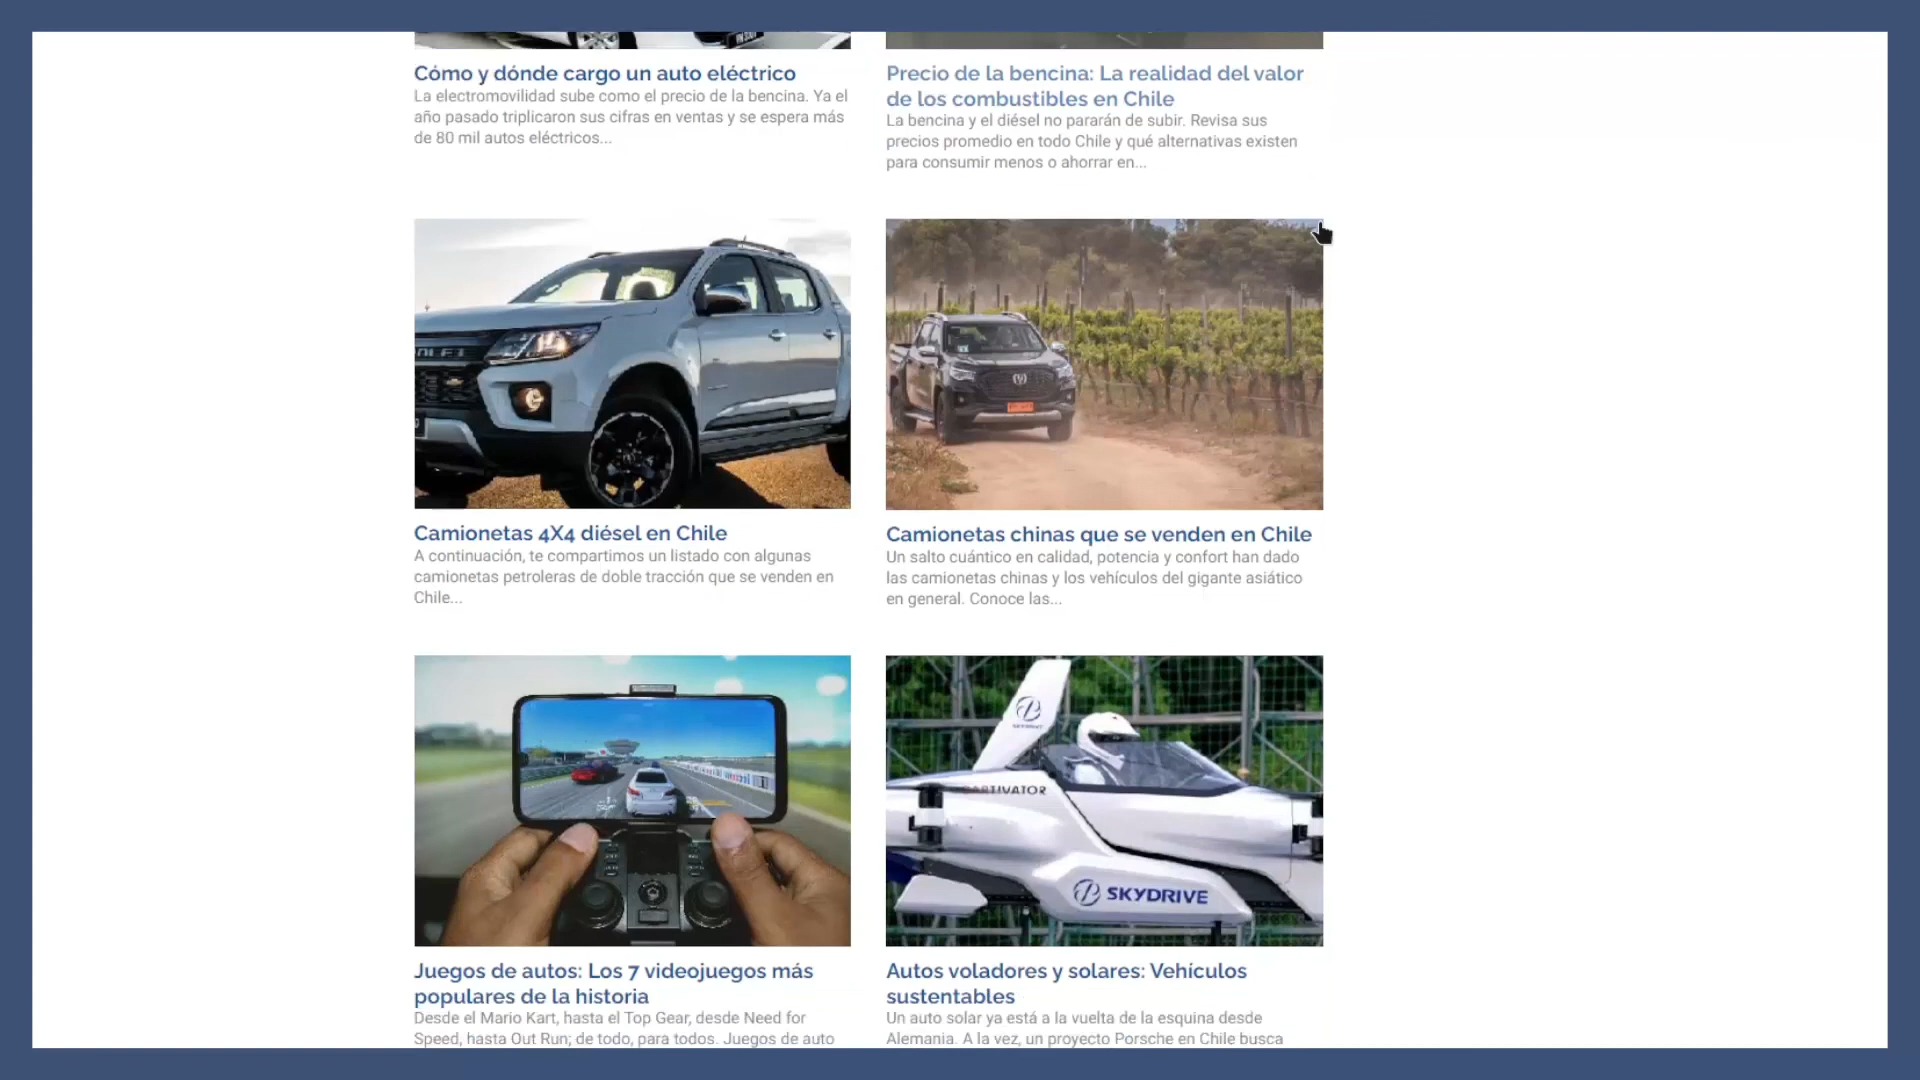 Cómo y dónde cargo un auto eléctrico
La electromovilidad sube como el precio de la bencina. Ya el
año pasado triplicaron sus cifras en ventas y se espera más
de 80 mil autos eléctricos...
Precio de la bencina: La realidad del valor
de los combustibles en Chile
La bencina y el diésel no pararán de subir. Revisa sus
precios promedio en todo Chile y qué alternativas existen
para consumir menos o ahorrar en...
Camionetas 4X4 diésel en Chile
A continuación, te compartimos un listado con algunas
camionetas petroleras de doble tracción que se venden en
Chile...
Camionetas chinas que se venden en Chile
Un salto cuántico en calidad, potencia y confort han dado
las camionetas chinas y los vehículos del gigante asiático
en general. Conoce las...
CARTIVATOR
SKYDRIVE
Juegos de autos: Los 7 videojuegos más
populares de la historia
Desde el Mario Kart, hasta el Top Gear, desde Need for
Speed, hasta Out Run; de todo, para todos. Juegos de auto
Autos voladores y solares: Vehículos
sustentables
Un auto solar ya está a la vuelta de la esquina desde
Alemania. A la vez, un proyecto Porsche en Chile busca